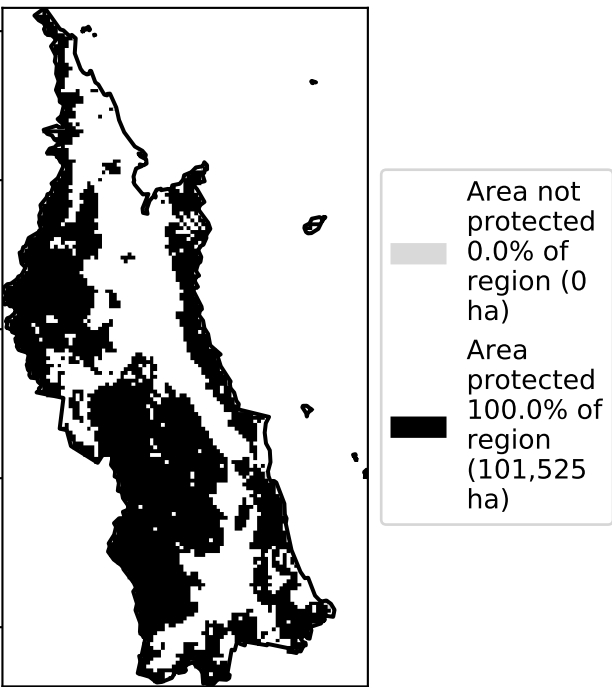 Area not
protected
0.0% of
region (0
ha)
Area
protected
100.0% of
region
(101,525
ha)